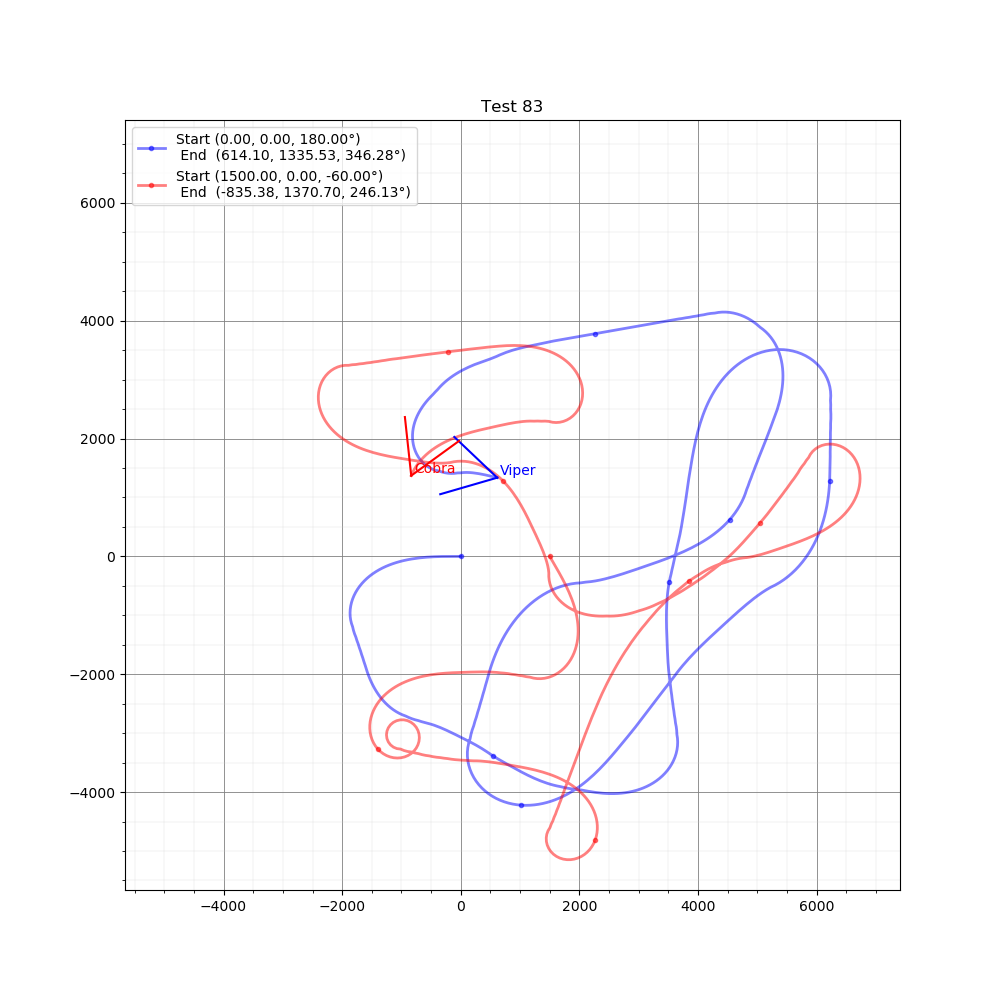 Test 83
Start (0.00, 0.00, 180.00°)
End  (614.10, 1335.53, 346.28°)
Start (1500.00, 0.00, -60.00°)
End  (-835.38, 1370.70, 246.13°)
6000
4000
2000
0
−2000
−4000
Cobra
Viper
−4000
−2000
0
2000
4000
6000